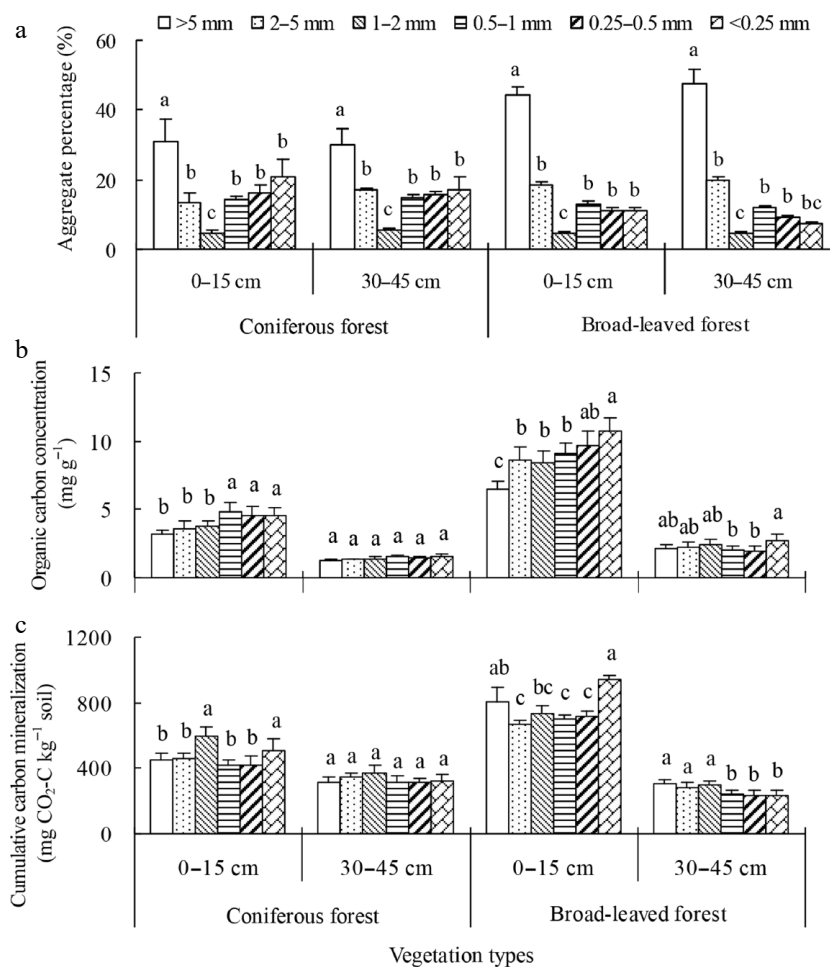 a
>5 mm 2–5 mm 1–2 mm 0.5–1 mm 0.25–0.5 mm <0.25 mm
Aggregate percentage (%)
60
40
20
0
a b c b b b
a b c b b b
a b c b b b
a b c b b bc
0–15 cm 30–45 cm 0–15 cm 30–45 cm
Coniferous forest Broad-leaved forest
b
Organic carbon concentration
(mg g⁻¹)
15
10
5
0
b b b a a a
a a a a a a
c b b b ab a
ab ab ab b b a
c
Cumulative carbon mineralization
(mg CO₂-C kg⁻¹ soil)
1200
800
400
0
b b a b b a
a a a a a a
ab c bc c c a
a a a b b b
0–15 cm 30–45 cm 0–15 cm 30–45 cm
Coniferous forest Broad-leaved forest
Vegetation types